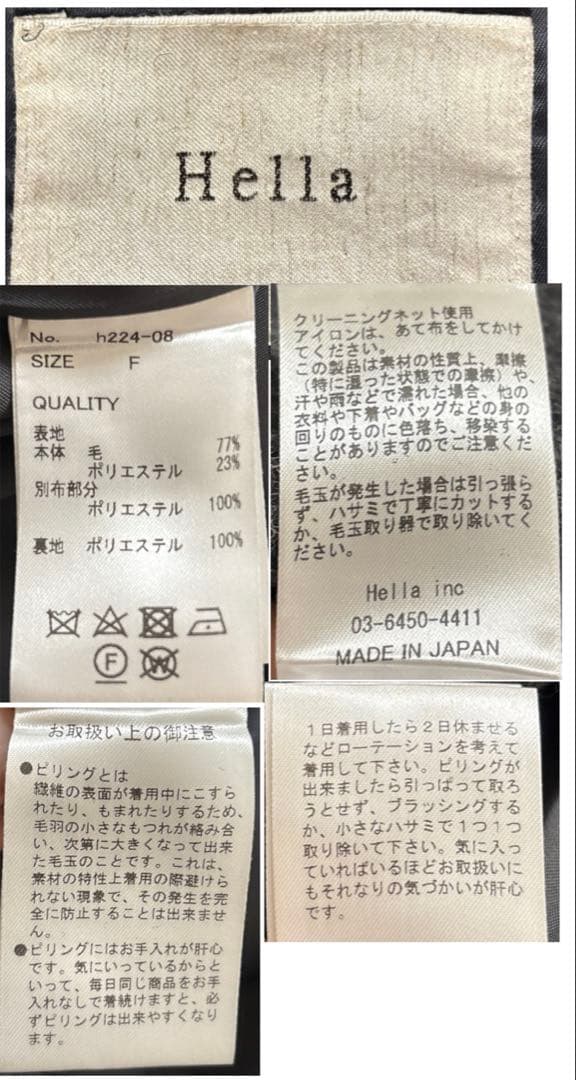 Hella
No. h224-08
SIZE F
QUALITY
表地
本体 毛 77%
ポリエステル 23%
別布部分
ポリエステル 100%
裏地 ポリエステル 100%
F
W
クリーニングネット使用
アイロンは、あて布をしてかけ
てください。
この製品は素材の性質上、摩擦
（特に湿った状態での摩擦）や、
汗や雨などで濡れた場合、他の
衣料や下着やバッグなどの身の
回りのものに色落ち、移染する
ことがありますのでご注意くだ
さい。
毛玉が発生した場合は引っ張ら
ず、ハサミで丁寧にカットする
か、毛玉取り器で取り除いてく
ださい。
Hella inc
03-6450-4411
MADE IN JAPAN
お取扱い上の御注意
●ピリングとは
繊維の表面が着用中にこすら
れたり、もまれたりするため、
毛羽の小さなもつれが絡み合
い、次第に大きくなって出来
た毛玉のことです。これは、
素材の特性上着用の際避けら
れない現象で、その発生を完
全に防止することは出来ませ
ん。
●ピリングにはお手入れが肝心
です。気にいっているからと
いって、毎日同じ商品をお手
入れなしで着続けますと、必
ずピリングは出来やすくなり
ます。
1日着用したら2日休ませる
などローテーションを考えて
着用して下さい。ピリングが
出来ましたら引っぱって取ろ
うとせず、ブラッシングする
か、小さなハサミで1つ1つ
取り除いて下さい。気に入っ
ていればいるほどお取扱いに
もそれなりの気づかいが肝心
です。